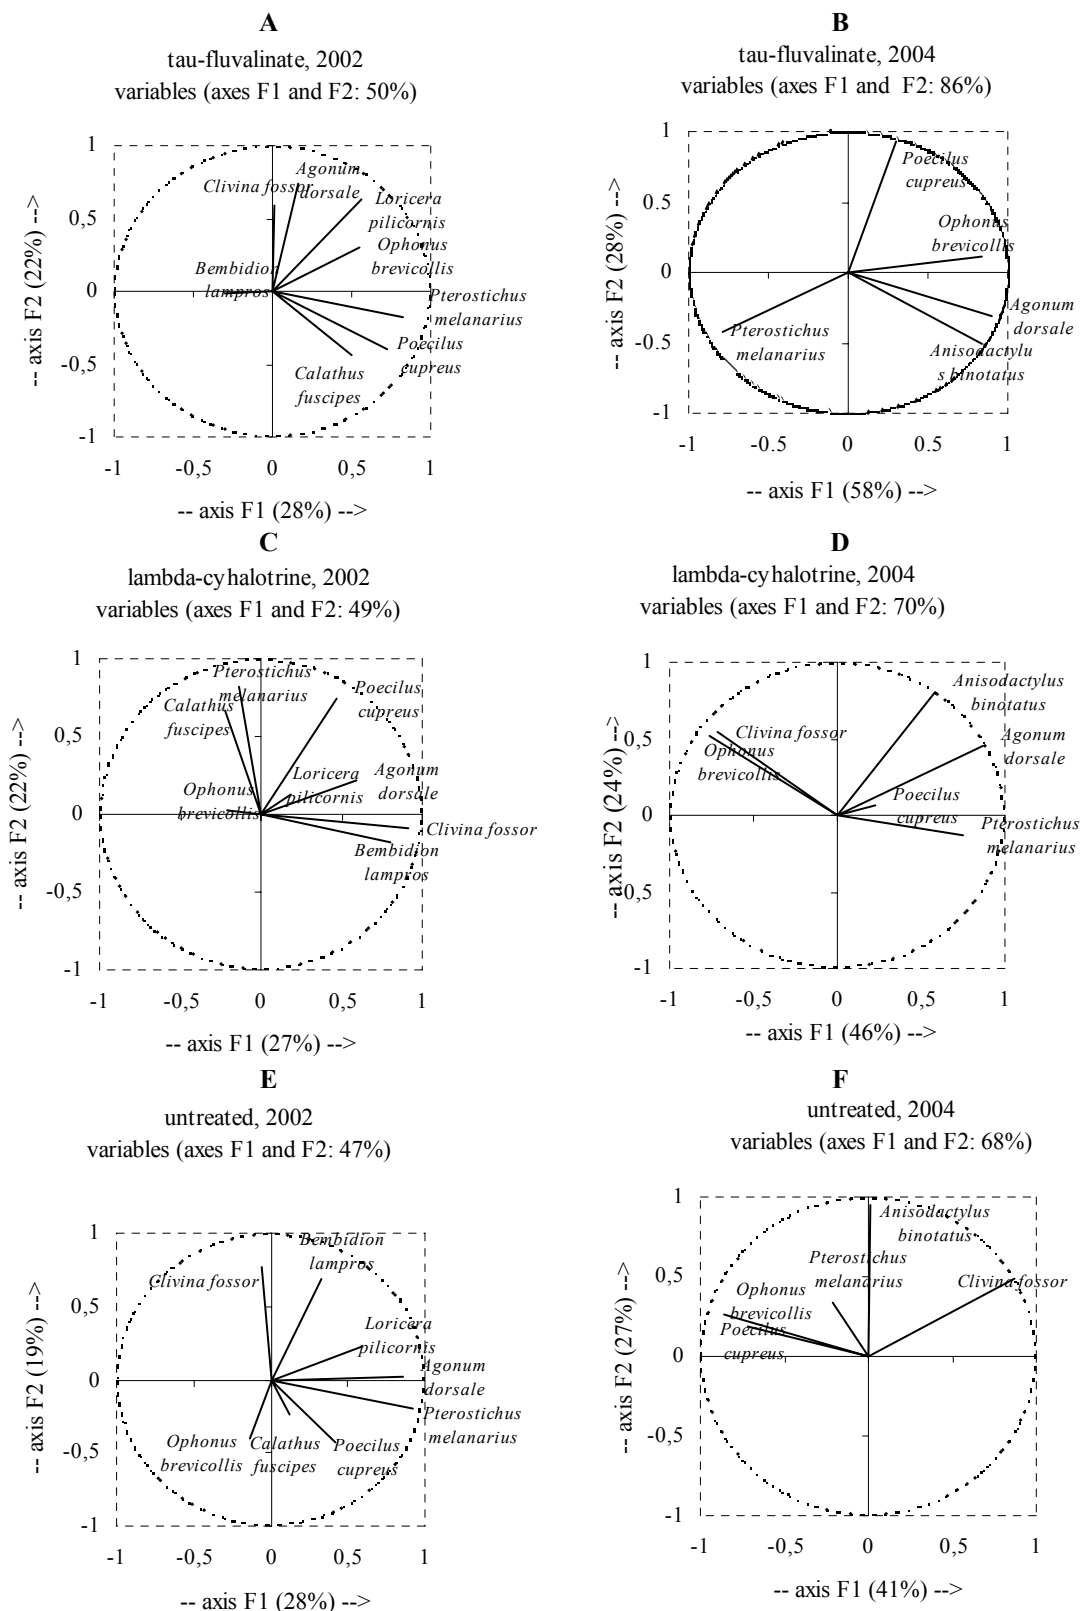 A
tau-fluvalinate, 2002
variables (axes F1 and F2: 50%)
1
0,5
0
-0,5
-1
-- axis F2 (22%) -->
Clivina fossor
Agonum
dorsale
Loricera
pilicornis
Ophonus
brevicollis
Bembidion
lampros
Pterostichus
melanarius
Poecilus
cupreus
Calathus
fuscipes
-1
-0,5
0
0,5
1
-- axis F1 (28%) -->
B
tau-fluvalinate, 2004
variables (axes F1 and F2: 86%)
1
0.5
0
-0.5
-1
-- axis F2 (28%) -->
Poecilus
cupreus
Ophonus
brevicollis
Agonum
dorsale
Pterostichus
melanarius
Anisodactylu
s binotatus
-1
-0.5
0
0.5
1
-- axis F1 (58%) -->
C
lambda-cyhalotrine, 2002
variables (axes F1 and F2: 49%)
1
0,5
0
-0,5
-1
-- axis F2 (22%) -->
Pterostichus
melanarius
Calathus
fuscipes
Poecilus
cupreus
Loricera
pilicornis
Agonum
dorsale
Ophonus
brevicollis
Clivina fossor
Bembidion
lampros
-1
-0,5
0
0,5
1
-- axis F1 (27%) -->
D
lambda-cyhalotrine, 2004
variables (axes F1 and F2: 70%)
1
0,5
0
-0,5
-1
-- axis F2 (24%) -->
Anisodactylus
binotatus
Clivina fossor
Ophonus
brevicollis
Agonum
dorsale
Poecilus
cupreus
Pterostichus
melanarius
-1
-0,5
0
0,5
1
-- axis F1 (46%) -->
E
untreated, 2002
variables (axes F1 and F2: 47%)
1
0,5
0
-0,5
-1
-- axis F2 (19%) -->
Bembidion
lampros
Clivina fossor
Loricera
pilicornis
Agonum
dorsale
Pterostichus
melanarius
Ophonus
brevicollis
Calathus
fuscipes
Poecilus
cupreus
-1
-0,5
0
0,5
1
-- axis F1 (28%) -->
F
untreated, 2004
variables (axes F1 and F2: 68%)
1
0,5
0
-0,5
-1
-- axis F2 (27%) -->
Anisodactylus
binotatus
Pterostichus
melanarius
Clivina fossor
Ophonus
brevicollis
Poecilus
cupreus
-1
-0,5
0
0,5
1
-- axis F1 (41%) -->